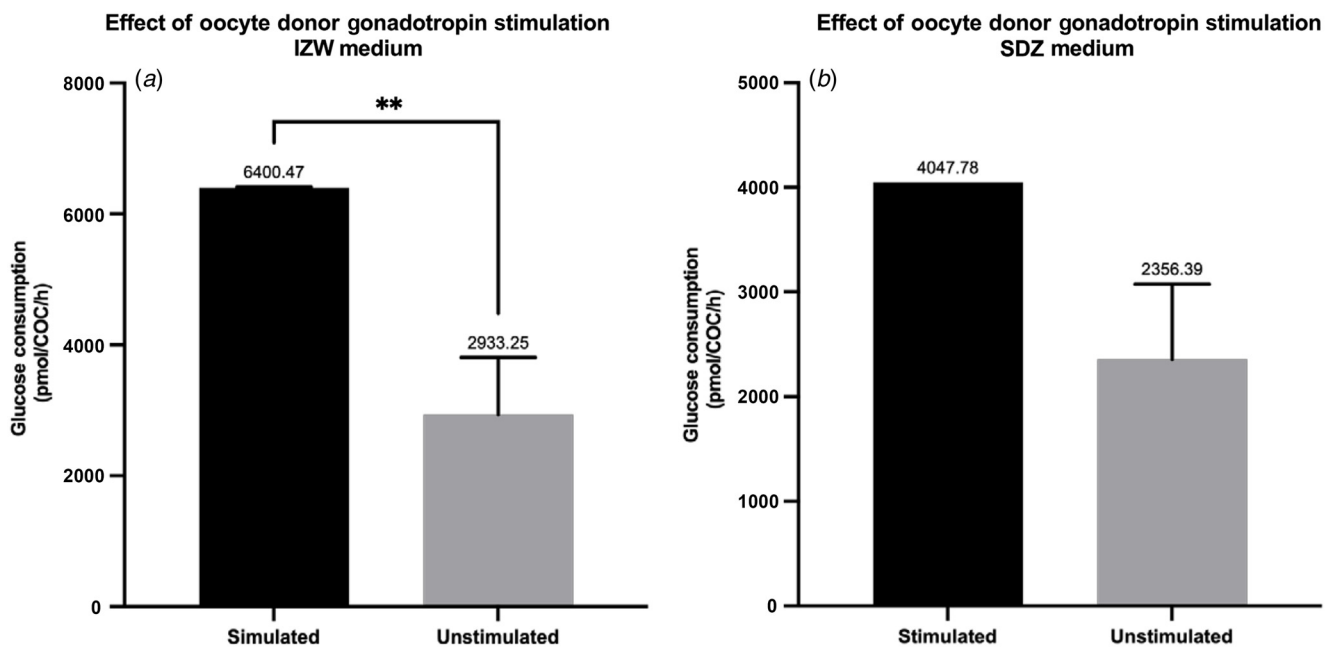 Effect of oocyte donor gonadotropin stimulation
IZW medium
(a)
8000
6000
4000
2000
0
Glucose consumption
(pmol/COC/h)
**
6400.47
2933.25
Simulated
Unstimulated
Effect of oocyte donor gonadotropin stimulation
SDZ medium
(b)
5000
4000
3000
2000
1000
0
Glucose consumption
(pmol/COC/h)
4047.78
2356.39
Stimulated
Unstimulated